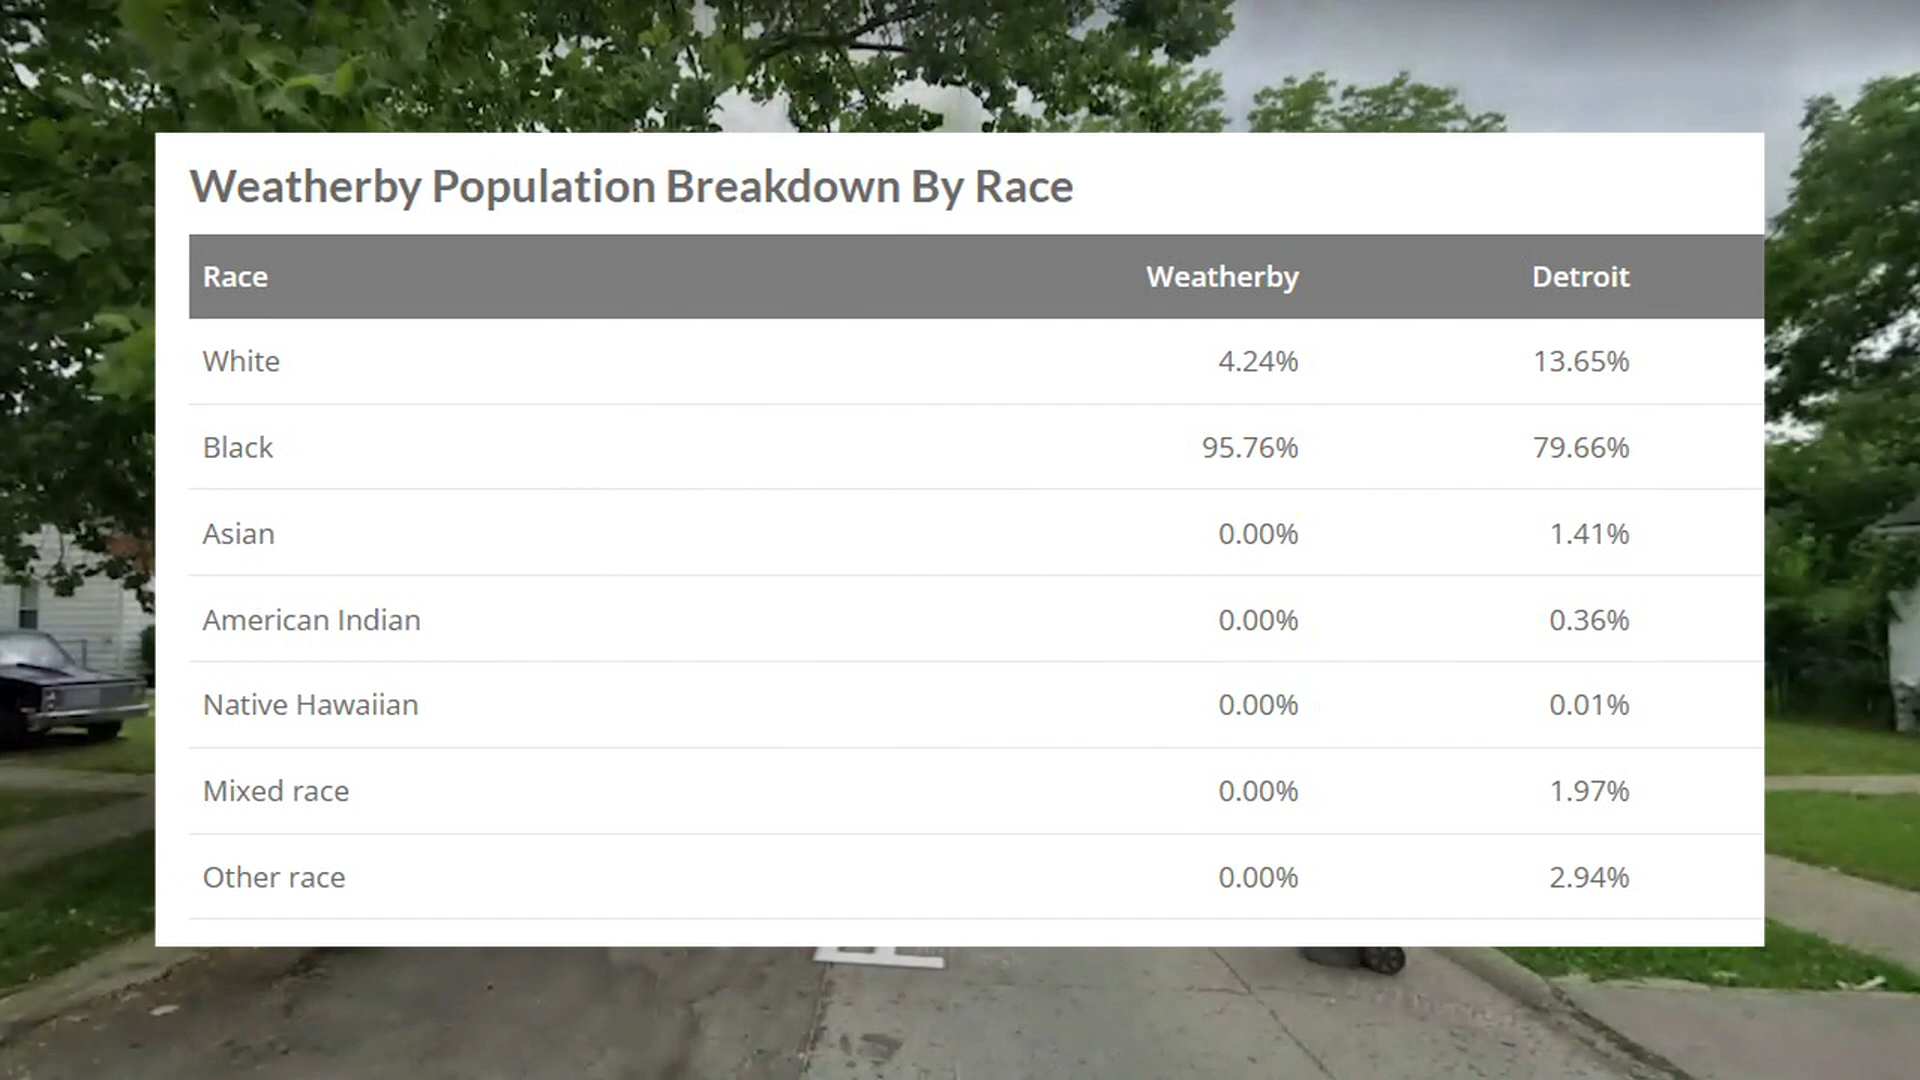 Weatherby Population Breakdown By Race
Race Weatherby Detroit
White 4.24% 13.65%
Black 95.76% 79.66%
Asian 0.00% 1.41%
American Indian 0.00% 0.36%
Native Hawaiian 0.00% 0.01%
Mixed race 0.00% 1.97%
Other race 0.00% 2.94%